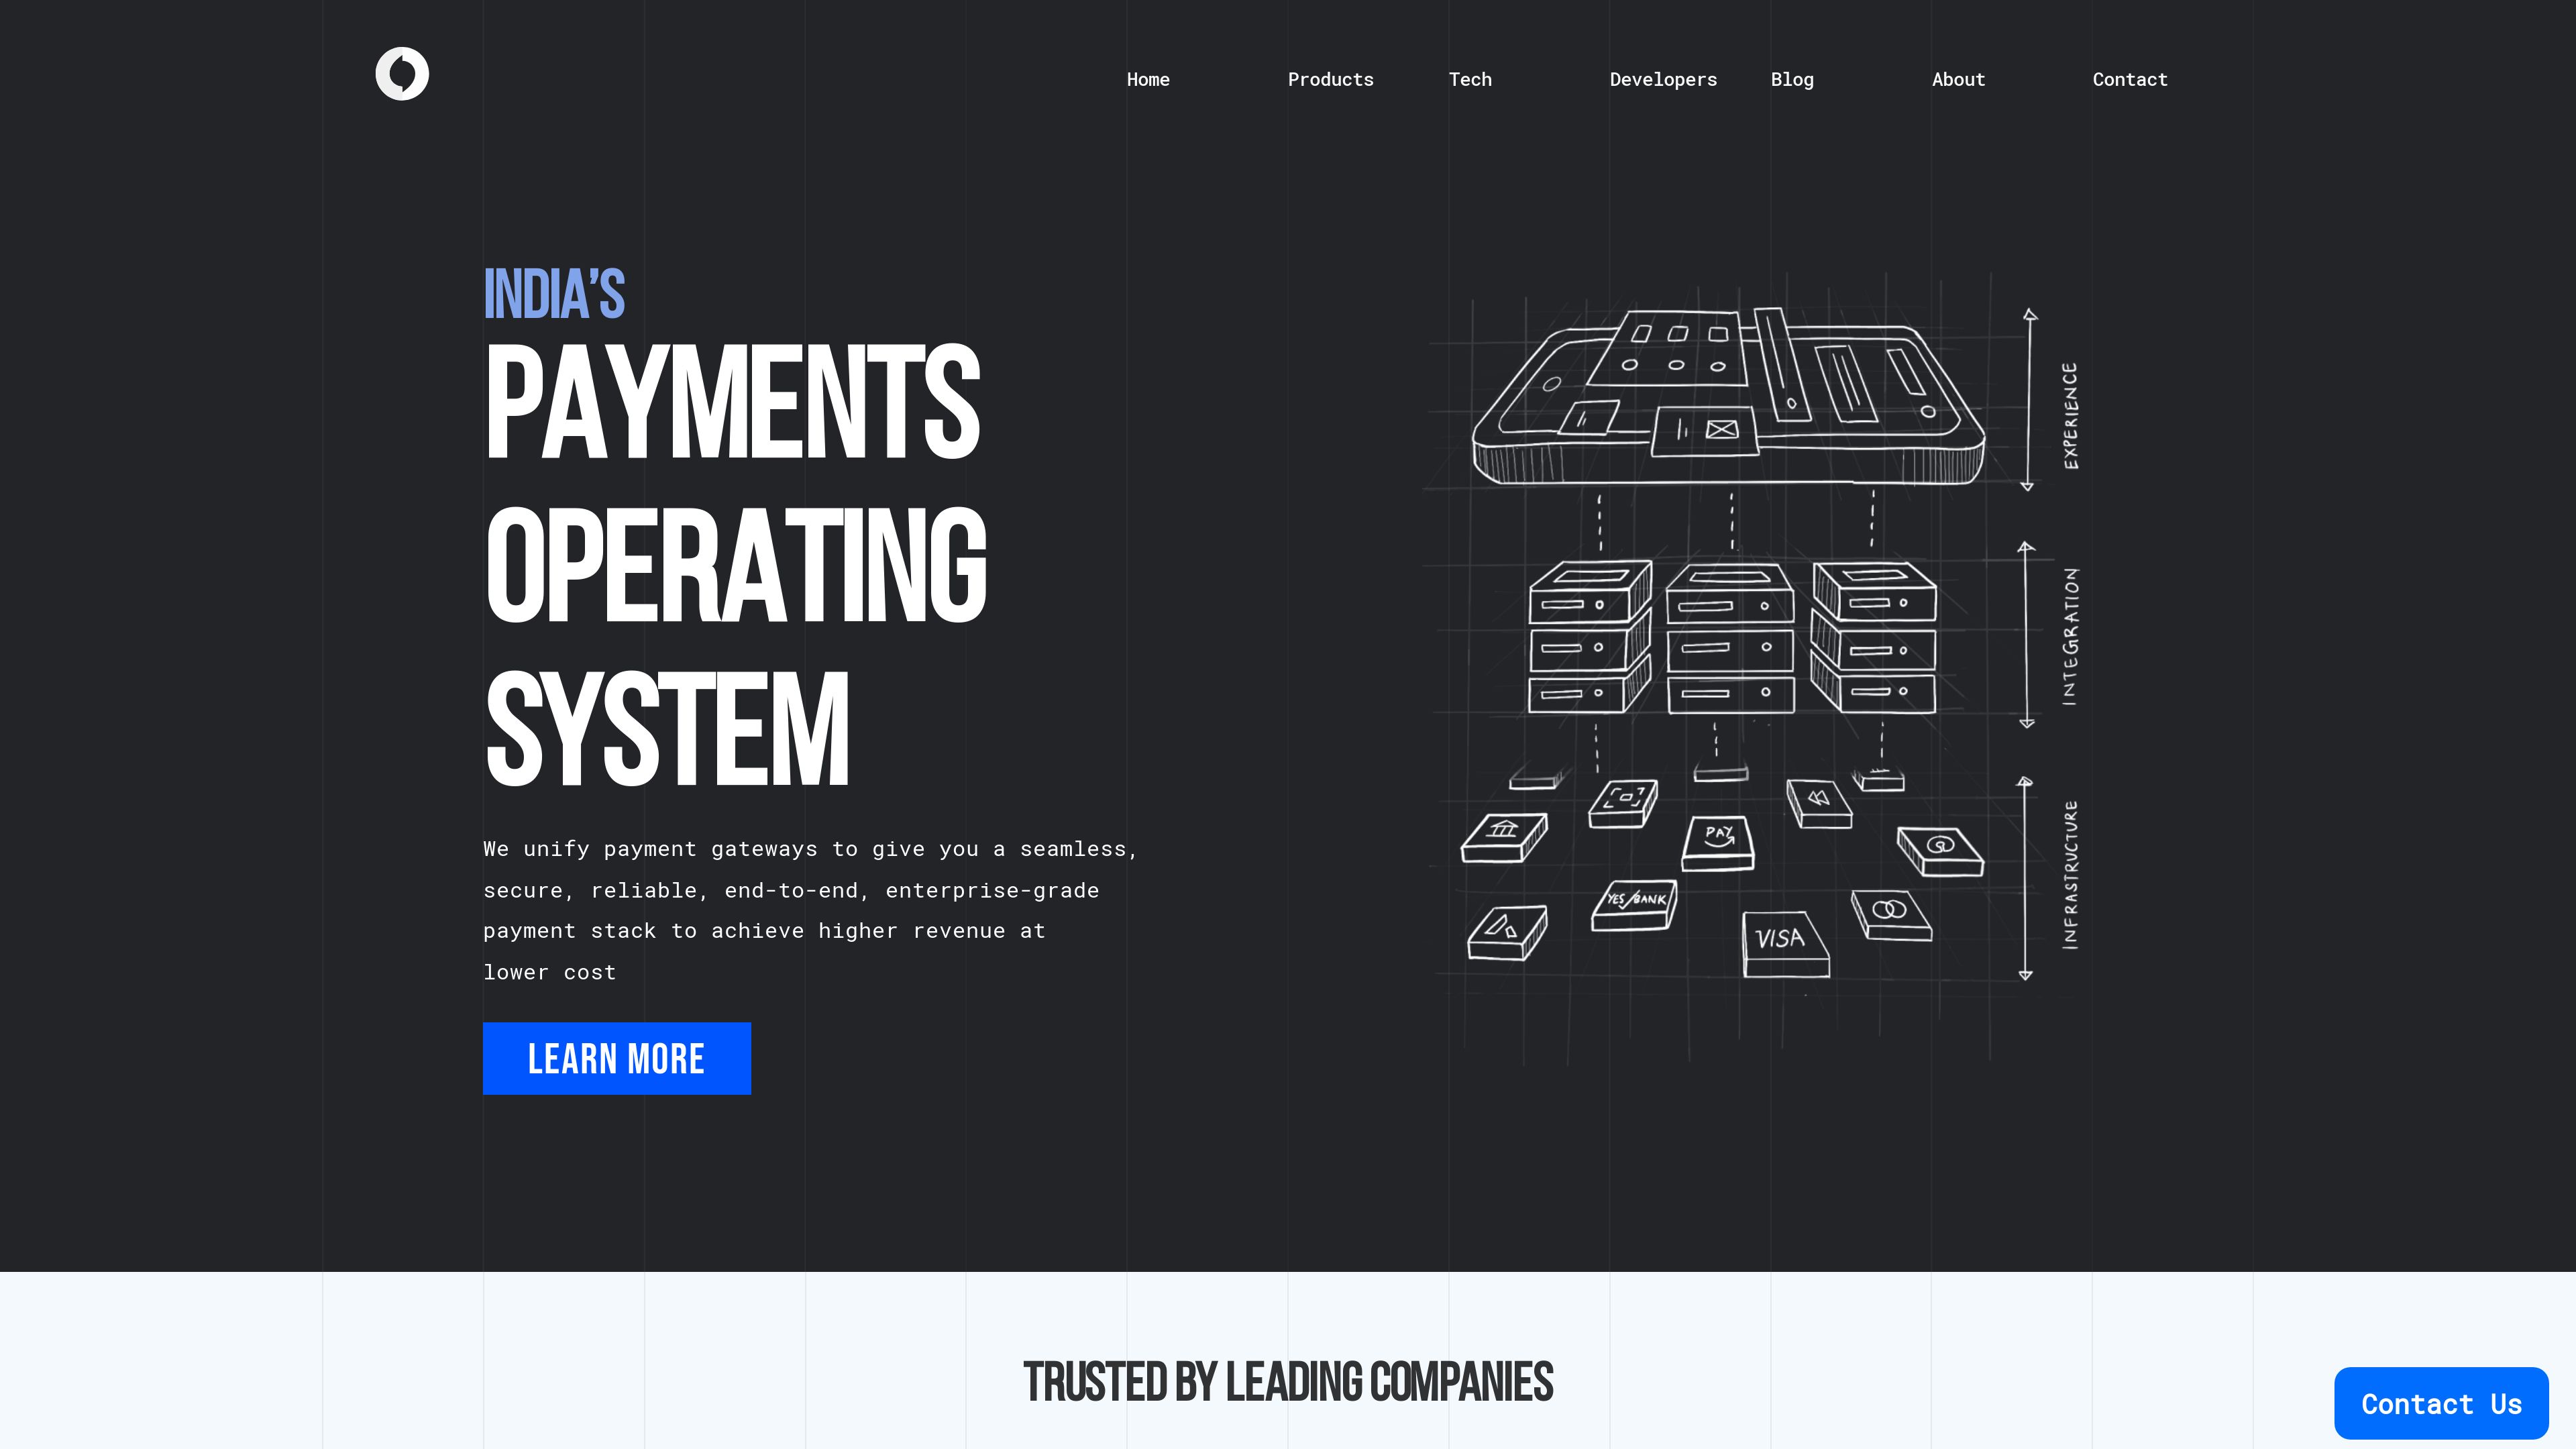 Home Products Tech Developers Blog About Contact
INDIA'S
PAYMENTS
OPERATING
SYSTEM
We unify payment gateways to give you a seamless,
secure, reliable, end-to-end, enterprise-grade
payment stack to achieve higher revenue at
lower cost
LEARN MORE
EXPERIENCE
INTEGRATION
INFRASTRUCTURE
PAY
YES BANK
VISA
TRUSTED BY LEADING COMPANIES
Contact Us